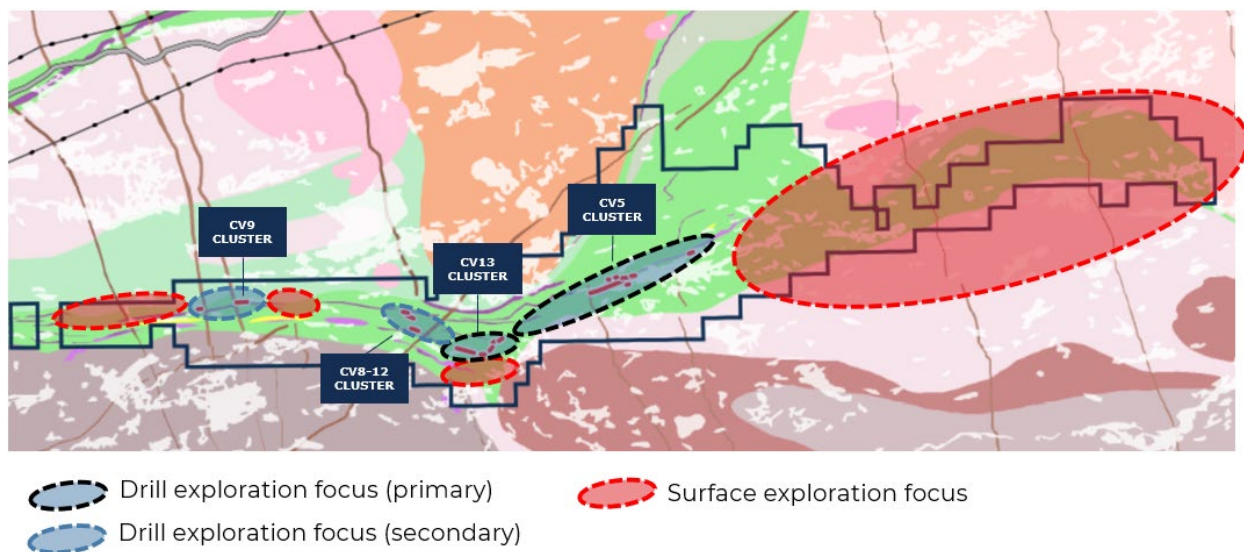 CV5
CLUSTER
CV9
CLUSTER
CV13
CLUSTER
CV8-12
CLUSTER
Drill exploration focus (primary)
Surface exploration focus
Drill exploration focus (secondary)